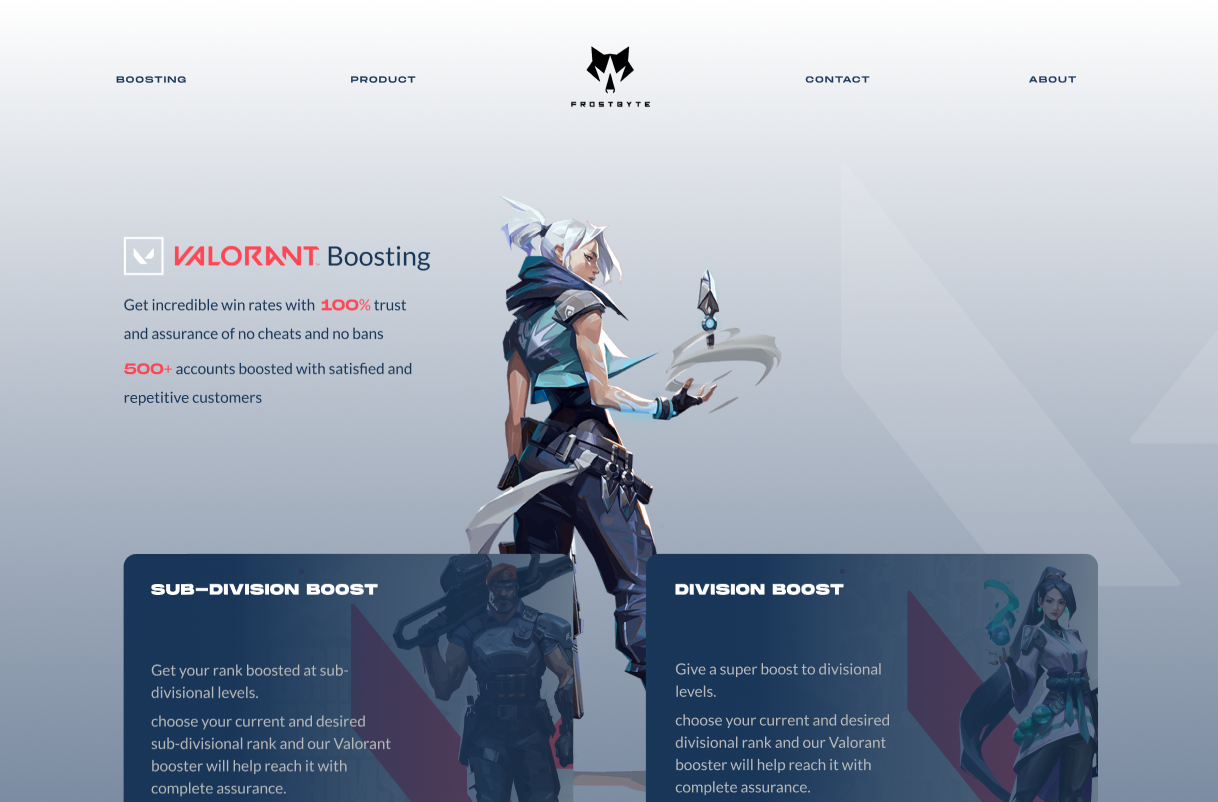 BOOSTING
PRODUCT
FROSTBYTE
CONTACT
ABOUT
VALORANT Boosting
Get incredible win rates with 100% trust
and assurance of no cheats and no bans
500+ accounts boosted with satisfied and
repetitive customers
SUB-DIVISION BOOST
Get your rank boosted at sub-
divisional levels.
choose your current and desired
sub-divisional rank and our Valorant
booster will help reach it with
complete assurance.
DIVISION BOOST
Give a super boost to divisional
levels.
choose your current and desired
divisional rank and our Valorant
booster will help reach it with
complete assurance.